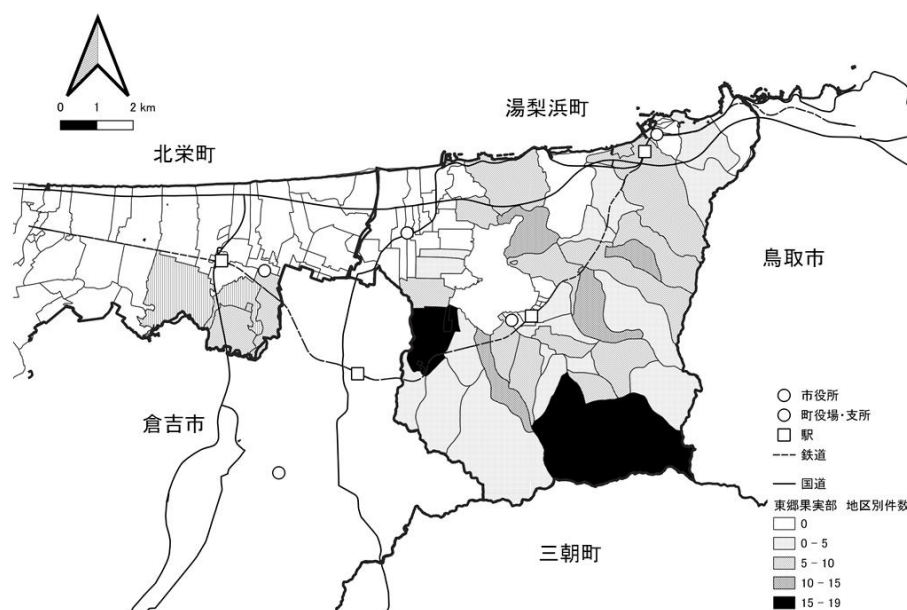 0 1 2 km
湯梨浜町
北栄町
鳥取市
倉吉市
三朝町
市役所
町役場・支所
駅
鉄道
国道
東郷果実部 地区別件数
0
0 - 5
5 - 10
10 - 15
15 - 19